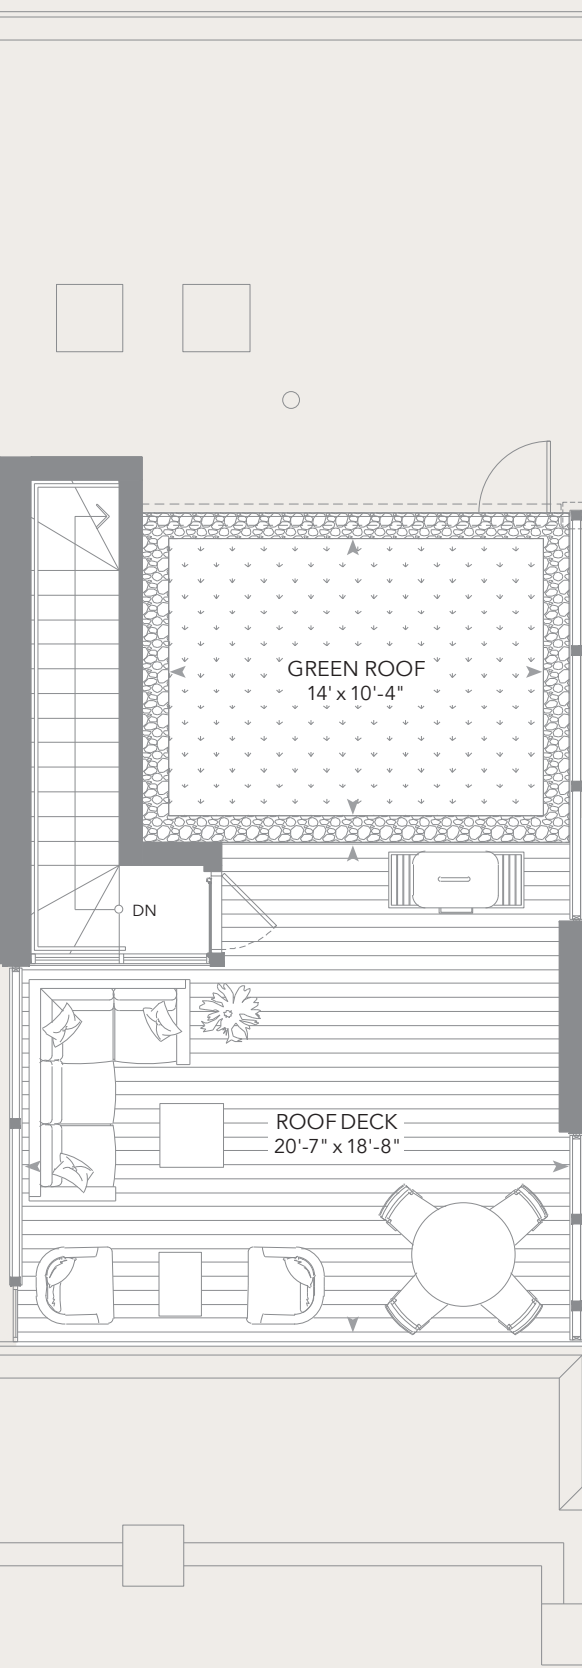 GREEN ROOF
14' x 10'-4"
DN
ROOF DECK
20'-7" x 18'-8"